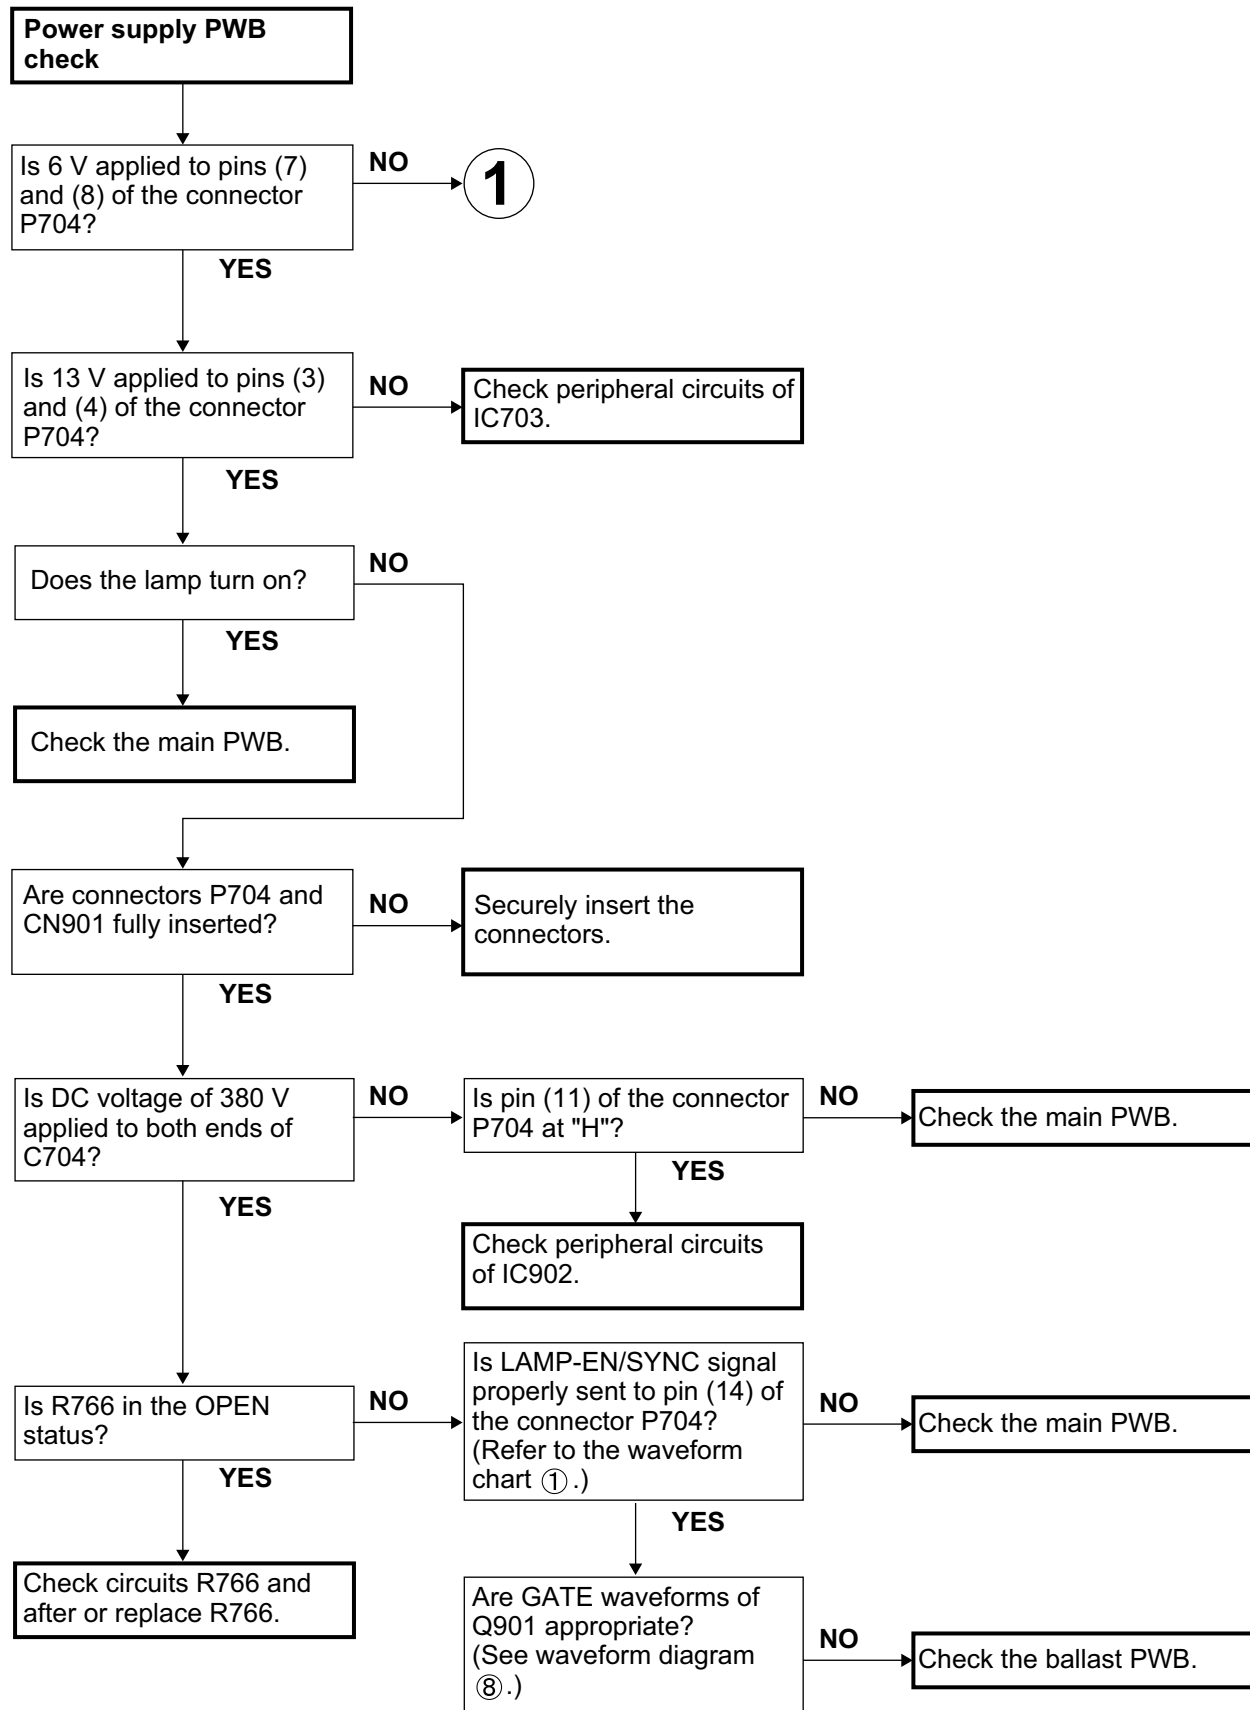 Power supply PWB
check
Is 6 V applied to pins (7)
and (8) of the connector
P704?
NO
1
YES
Is 13 V applied to pins (3)
and (4) of the connector
P704?
NO
Check peripheral circuits of
IC703.
YES
Does the lamp turn on?
NO
YES
Check the main PWB.
Are connectors P704 and
CN901 fully inserted?
NO
Securely insert the
connectors.
YES
Is DC voltage of 380 V
applied to both ends of
C704?
NO
Is pin (11) of the connector
P704 at "H"?
NO
Check the main PWB.
YES
YES
Check peripheral circuits
of IC902.
Is R766 in the OPEN
status?
NO
Is LAMP-EN/SYNC signal
properly sent to pin (14) of
the connector P704?
(Refer to the waveform
chart ①.)
NO
Check the main PWB.
YES
YES
Check circuits R766 and
after or replace R766.
Are GATE waveforms of
Q901 appropriate?
(See waveform diagram
⑧.)
NO
Check the ballast PWB.